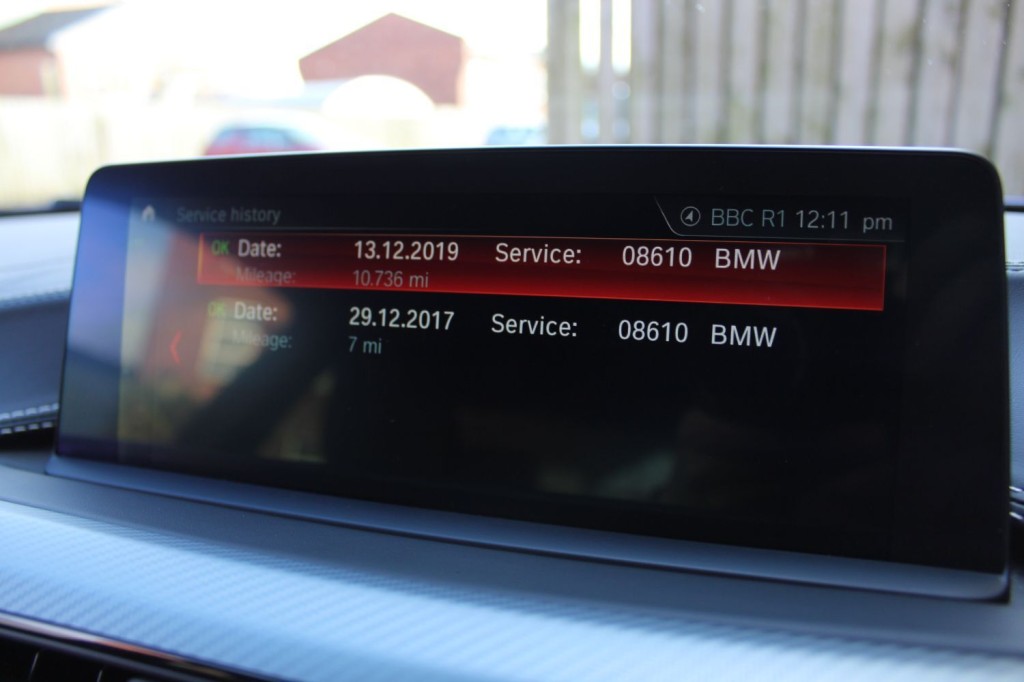 Service history BBC R1 12:11 pm
OK Date: 13.12.2019 Service: 08610 BMW
Mileage: 10.736 mi
OK Date: 29.12.2017 Service: 08610 BMW
Mileage: 7 mi